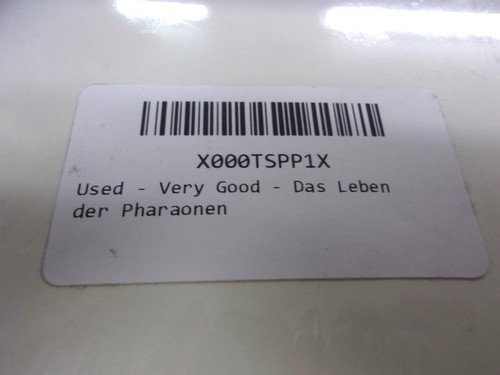 X000TSPP1X
Used - Very Good - Das Leben
der Pharaonen